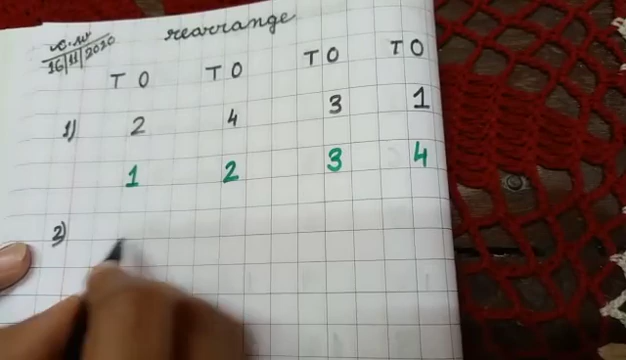 c.w rearrange
16/11/2020
T O T O T O T O
1) 2 4 3 1
1 2 3 4
2)